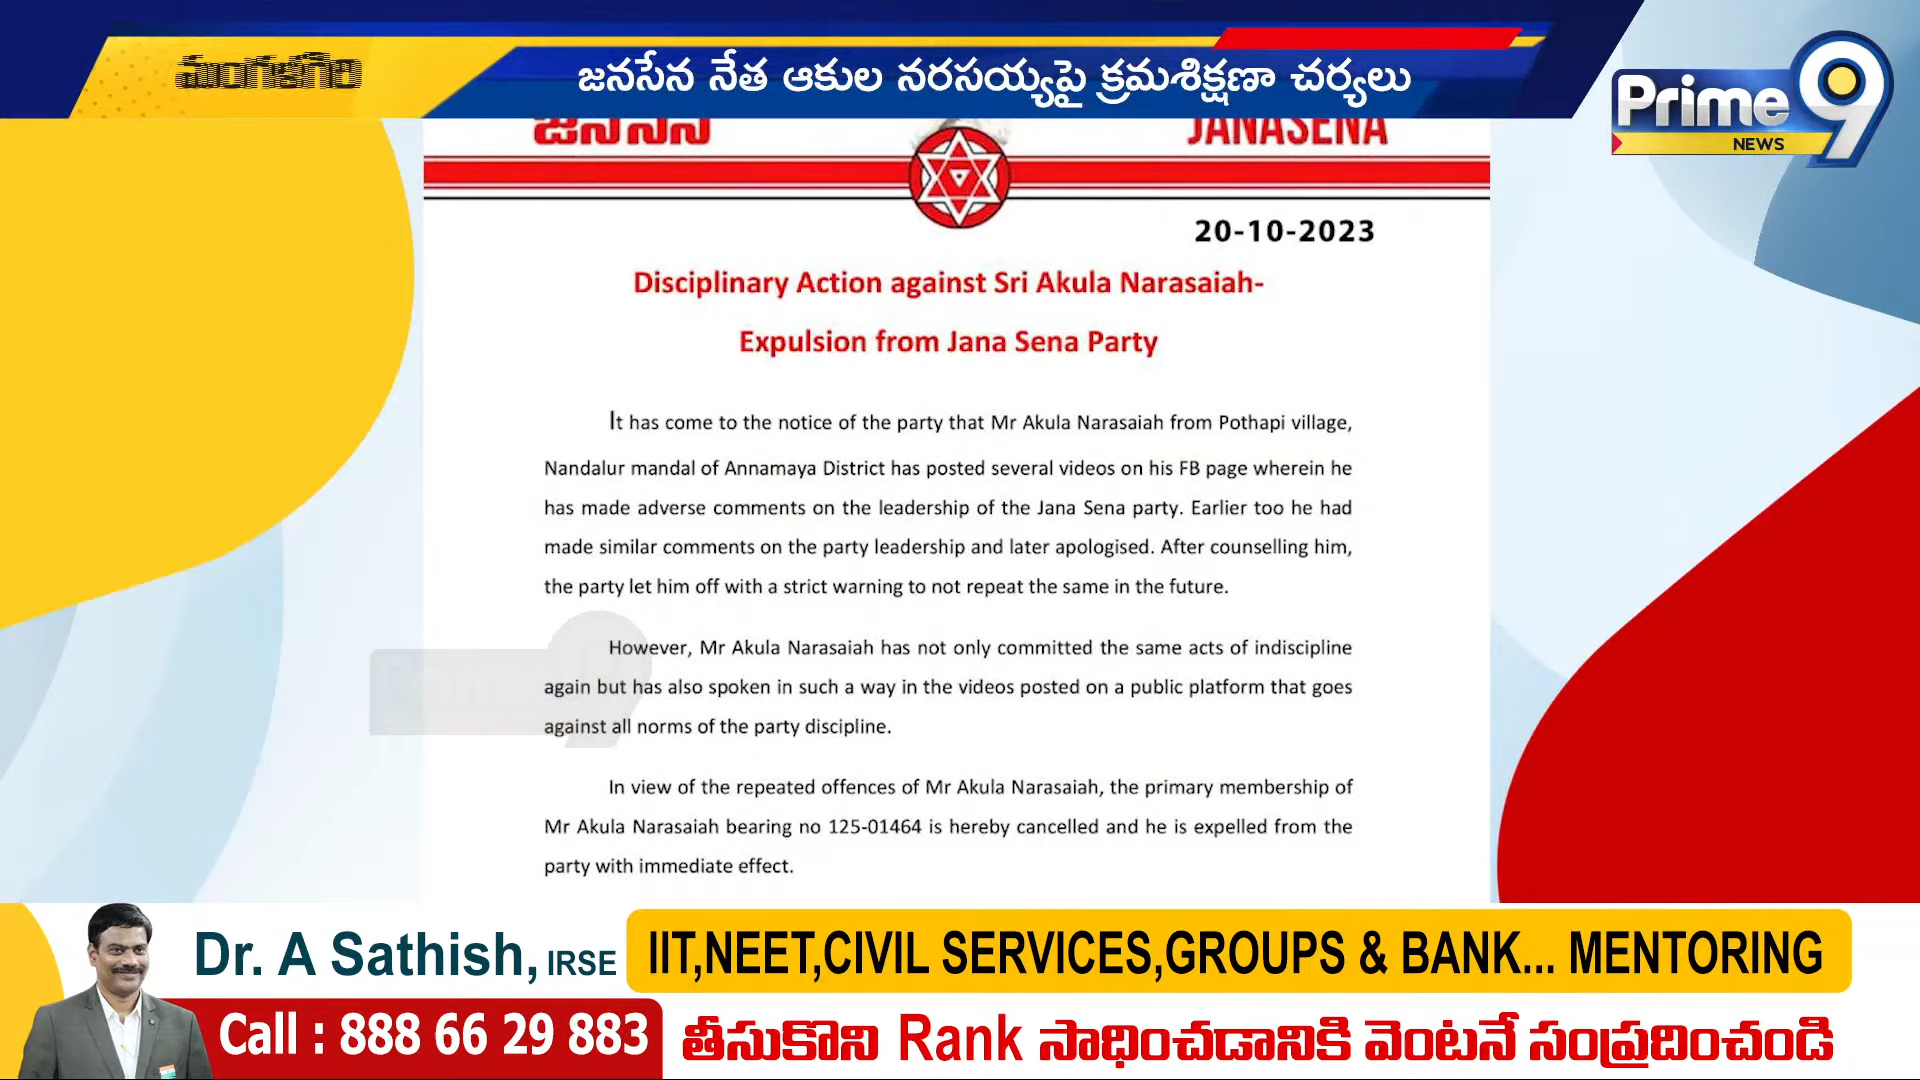 మంగళగిరి
జనసేన నేత ఆకుల నరసయ్యపై క్రమశిక్షణా చర్యలు
Prime9
NEWS
జనసేన
JANASENA
20-10-2023
Disciplinary Action against Sri Akula Narasaiah-
Expulsion from Jana Sena Party
It has come to the notice of the party that Mr Akula Narasaiah from Pothapi village,
Nandalur mandal of Annamaya District has posted several videos on his FB page wherein he
has made adverse comments on the leadership of the Jana Sena party. Earlier too he had
made similar comments on the party leadership and later apologised. After counselling him,
the party let him off with a strict warning to not repeat the same in the future.
However, Mr Akula Narasaiah has not only committed the same acts of indiscipline
again but has also spoken in such a way in the videos posted on a public platform that goes
against all norms of the party discipline.
In view of the repeated offences of Mr Akula Narasaiah, the primary membership of
Mr Akula Narasaiah bearing no 125-01464 is hereby cancelled and he is expelled from the
party with immediate effect.
Dr. A Sathish, IRSE
IIT,NEET,CIVIL SERVICES,GROUPS & BANK... MENTORING
Call : 888 66 29 883
తీసుకొని Rank సాధించడానికి వెంటనే సంప్రదించండి